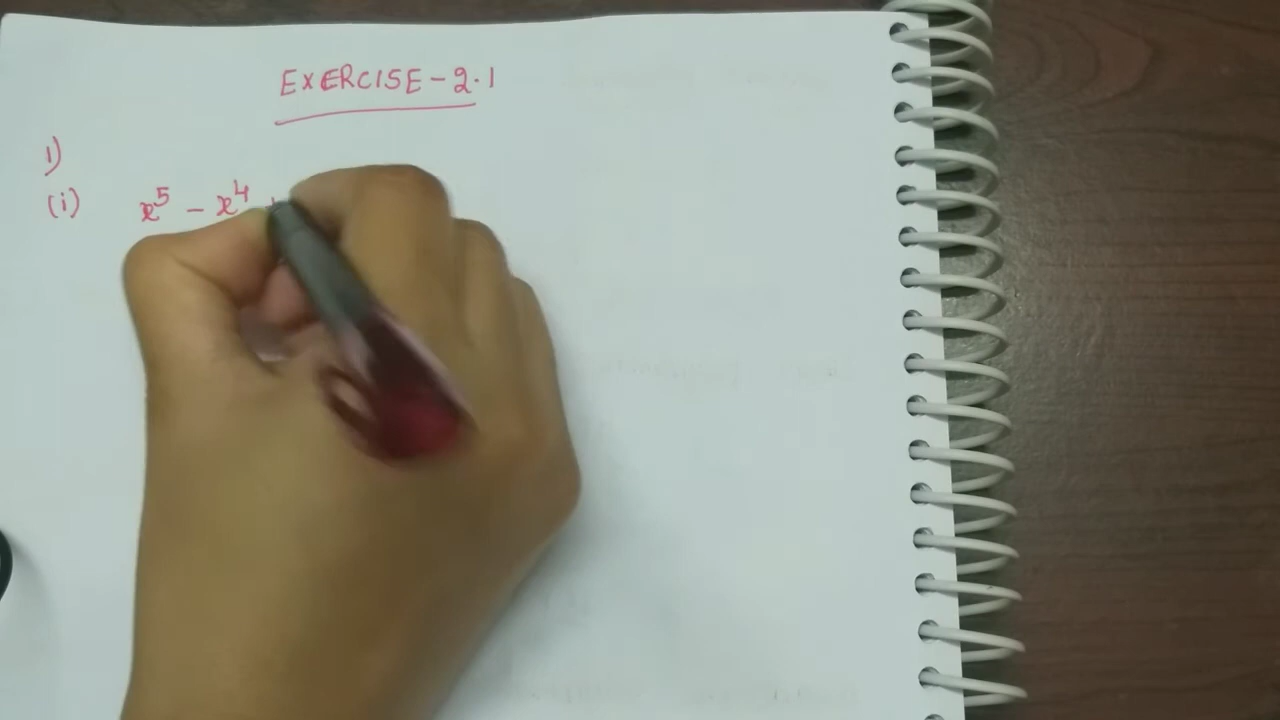 EXERCISE-2.1
1)
(i) x⁵ - x⁴ +